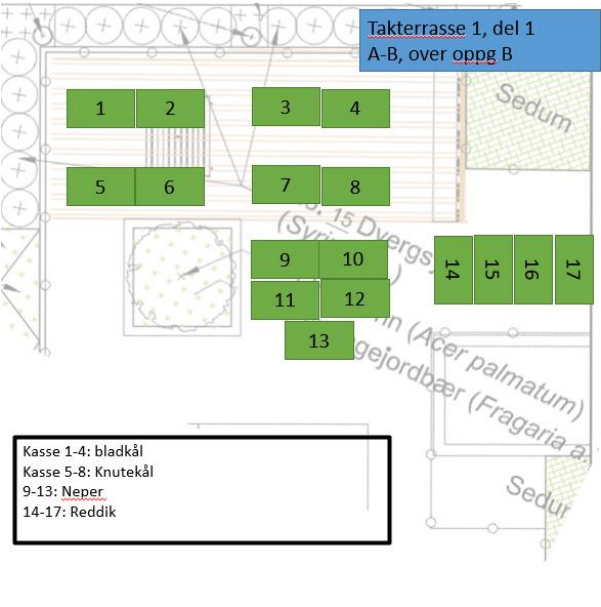 Takterrasse 1, del 1
A-B, over oppg B
Sedum
1 2 3 4
5 6 7 8
15 Dvergs
(Syri
9 10
11 12
13
14 15 16 17
(Acer palmatum)
(Fragaria a.
Sedur
Kasse 1-4: bladkål
Kasse 5-8: Knutekål
9-13: Neper
14-17: Reddik